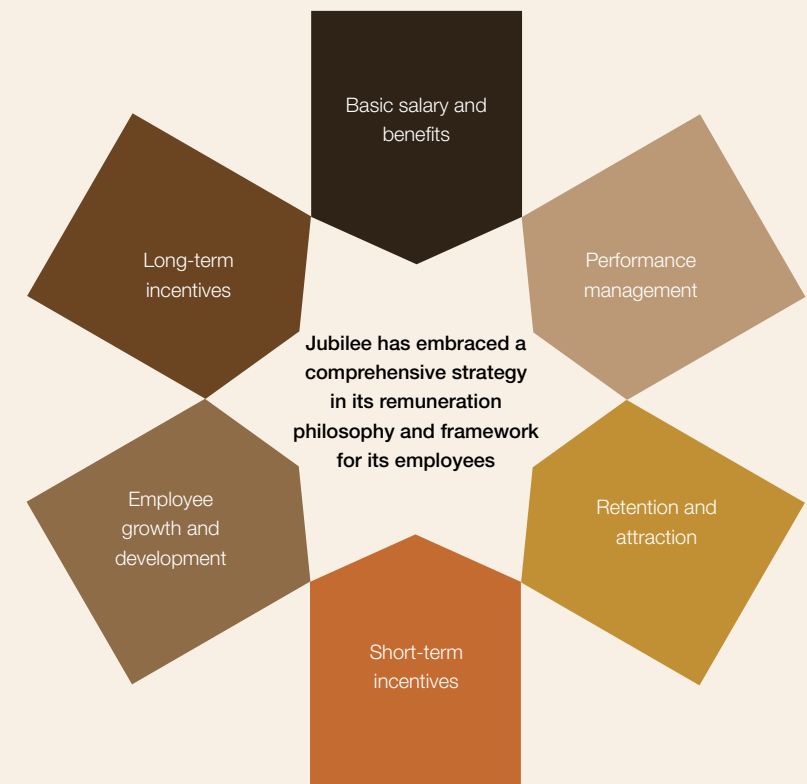 Basic salary and
benefits
Performance
management
Retention and
attraction
Short-term
incentives
Employee
growth and
development
Long-term
incentives
Jubilee has embraced a
comprehensive strategy
in its remuneration
philosophy and framework
for its employees